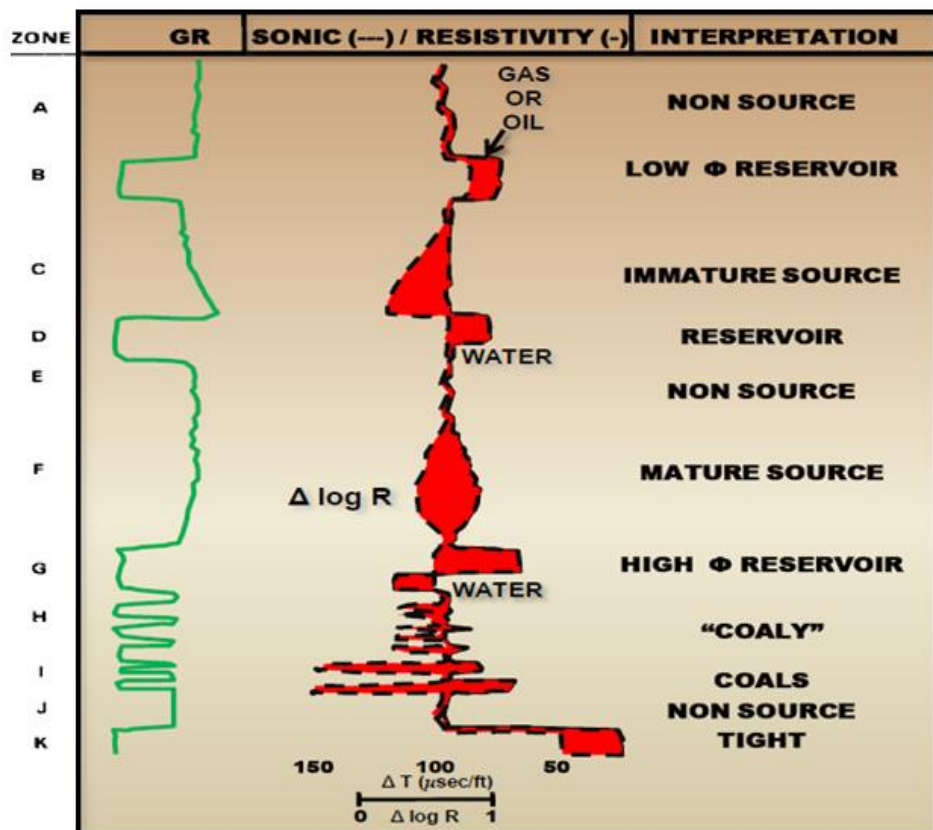 ZONE GR SONIC (---) / RESISTIVITY (-) INTERPRETATION
GAS
OR
OIL
A NON SOURCE
B LOW Φ RESERVOIR
C IMMATURE SOURCE
D RESERVOIR
WATER
E NON SOURCE
F MATURE SOURCE
Δ log R
G HIGH Φ RESERVOIR
WATER
H "COALY"
I COALS
J NON SOURCE
K TIGHT
150 100 50
Δ T (μsec/ft)
0 1
Δ log R